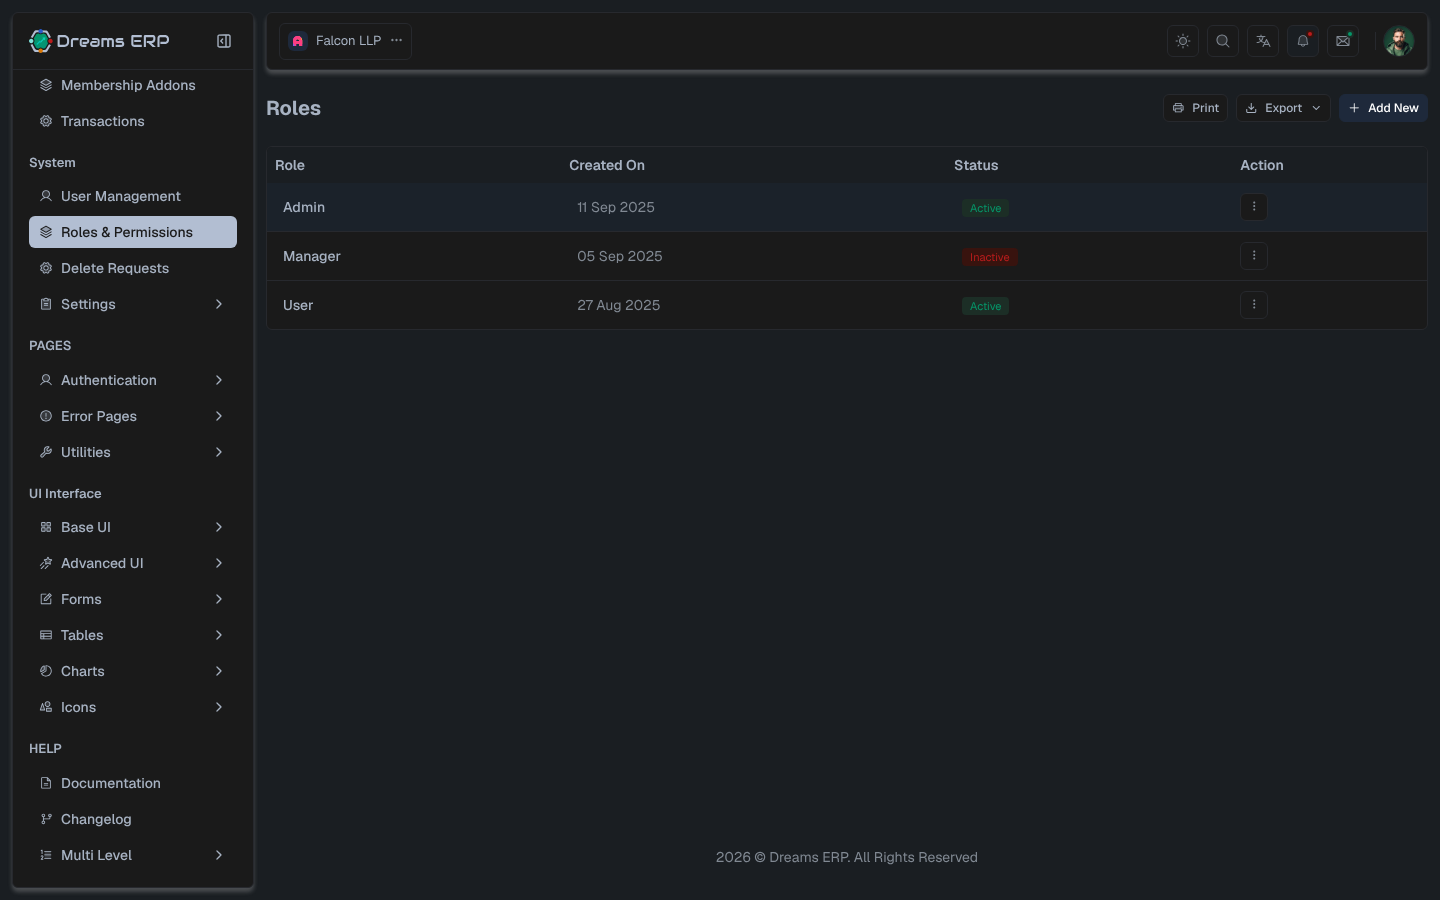 Dreams ERP
Membership Addons
Transactions
System
User Management
Roles & Permissions
Delete Requests
Settings
PAGES
Authentication
Error Pages
Utilities
UI Interface
Base UI
Advanced UI
Forms
Tables
Charts
Icons
HELP
Documentation
Changelog
Multi Level
Falcon LLP
Roles
Print
Export
Add New
Role Created On Status Action
Admin 11 Sep 2025 Active
Manager 05 Sep 2025 Inactive
User 27 Aug 2025 Active
2026 © Dreams ERP. All Rights Reserved